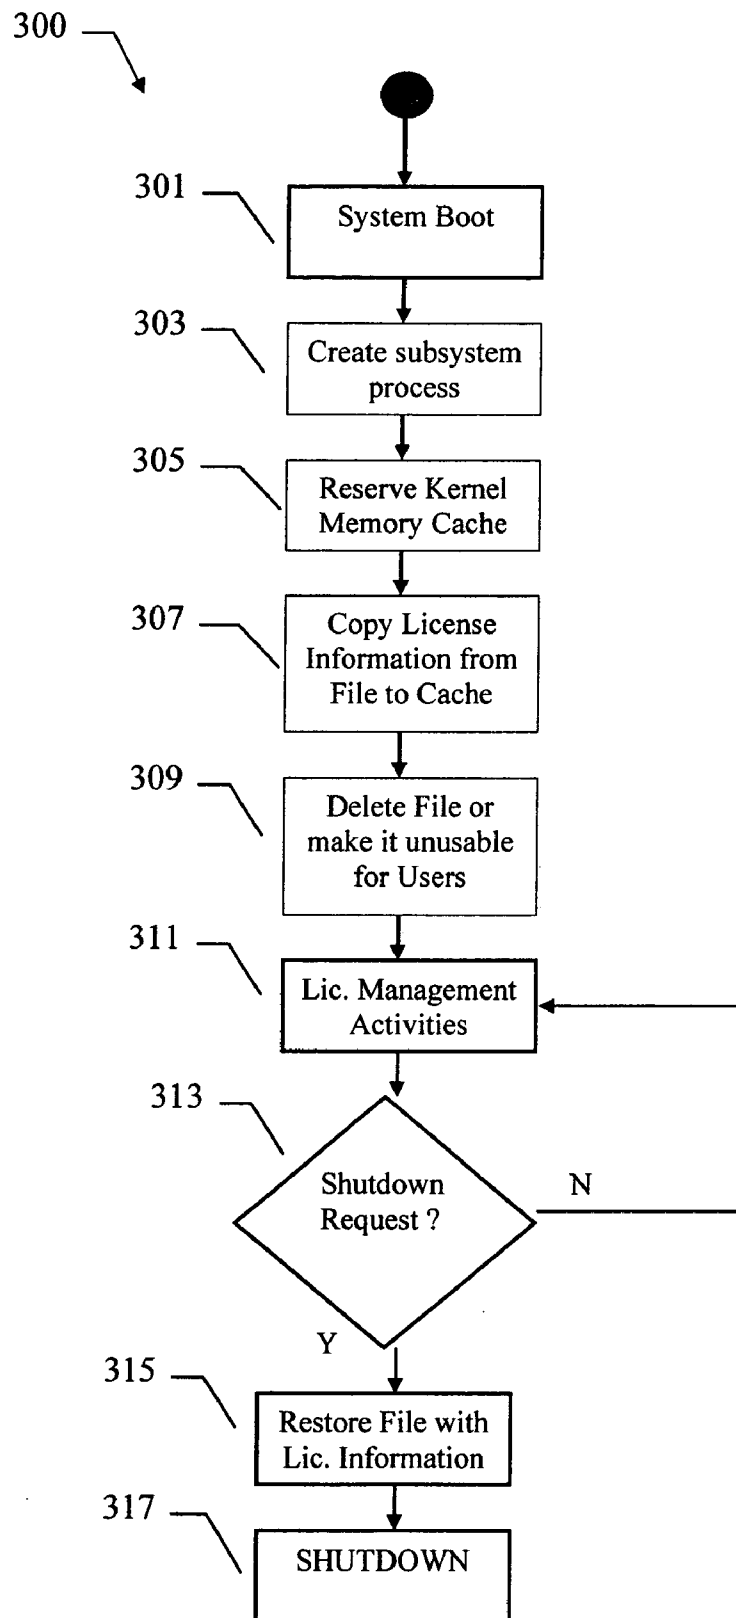 300
301
System Boot
303
Create subsystem
process
305
Reserve Kernel
Memory Cache
307
Copy License
Information from
File to Cache
309
Delete File or
make it unusable
for Users
311
Lic. Management
Activities
313
Shutdown
Request ?
N
Y
315
Restore File with
Lic. Information
317
SHUTDOWN